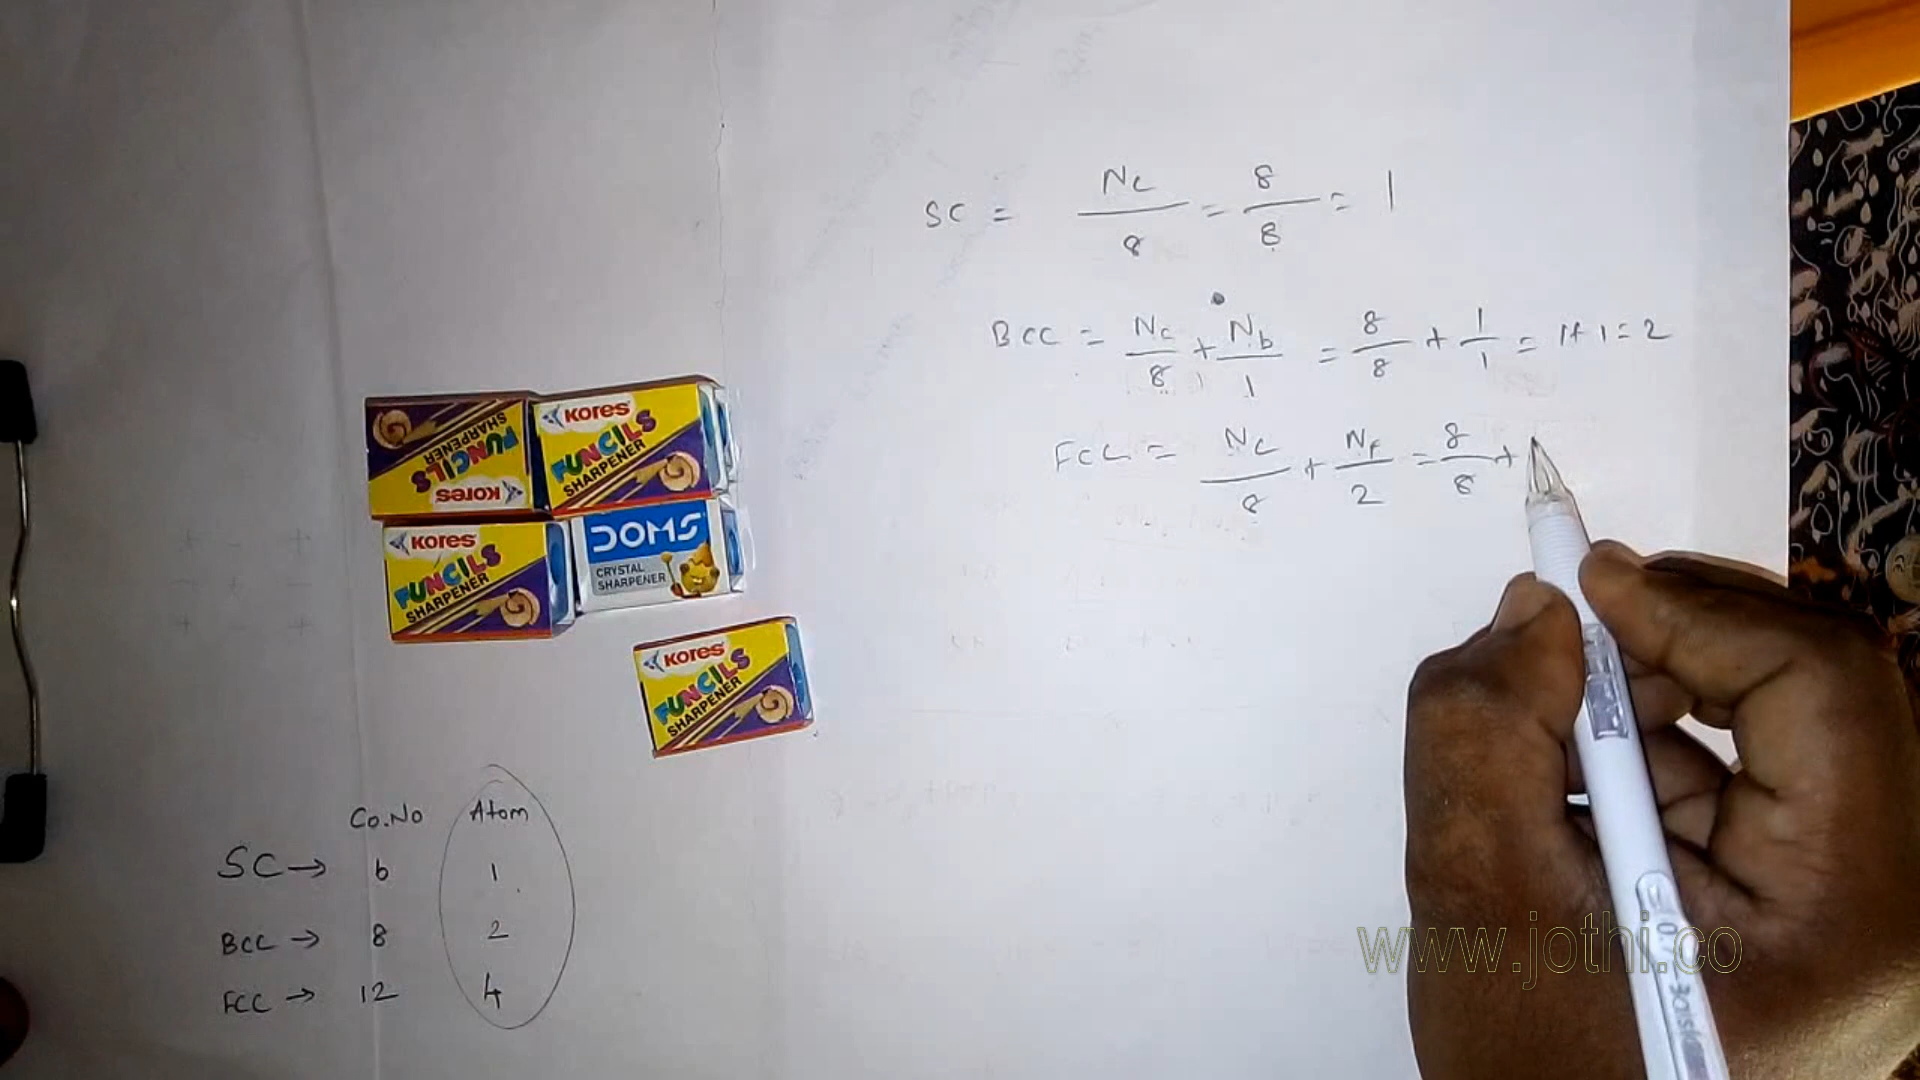 SC = Nc/8 = 8/8 = 1
BCC = Nc/8 + Nb/1 = 8/8 + 1/1 = 1+1=2
FCC = Nc/8 + Nf/2 = 8/8 +
Kores FUNCILS SHARPENER
Kores FUNCILS SHARPENER
Kores FUNCILS SHARPENER
DOMS CRYSTAL SHARPENER
Kores FUNCILS SHARPENER
Co.No Atom
SC → 6 1
BCC → 8 2
FCC → 12 4
www.jothi.co